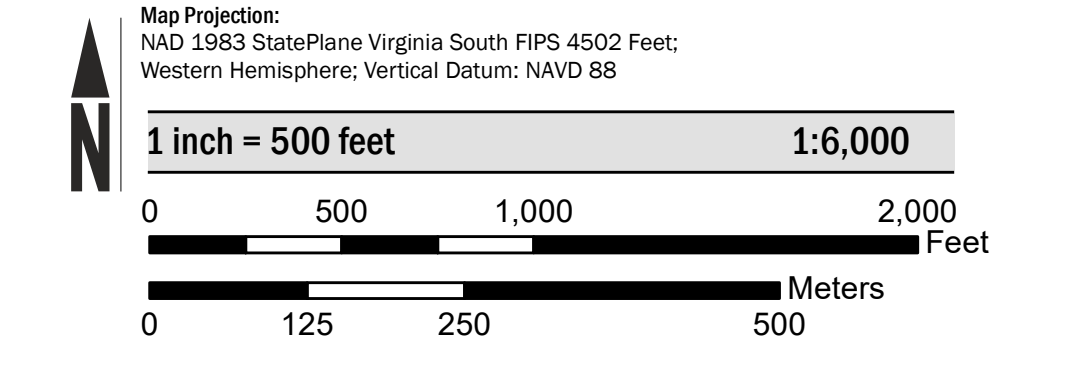 Map Projection:
NAD 1983 StatePlane Virginia South FIPS 4502 Feet;
Western Hemisphere; Vertical Datum: NAVD 88
N
1 inch = 500 feet 1:6,000
0 500 1,000 2,000
Feet
Meters
0 125 250 500